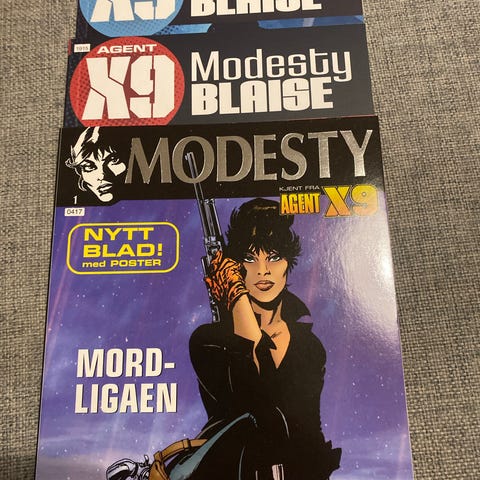 X9
BLAISE
1915
AGENT
X9
Modesty
BLAISE
MODESTY
1
0417
KJENT FRA
AGENT X9
NYTT
BLAD!
med POSTER
MORD-
LIGAEN